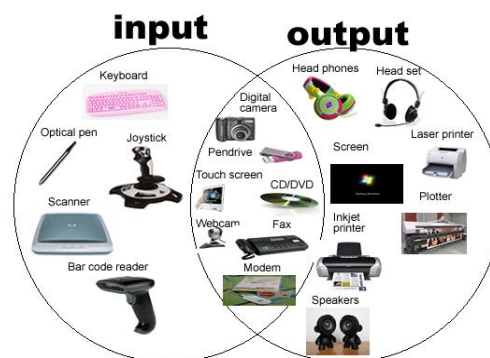 input output
Keyboard
Head phones
Head set
Digital
camera
Optical pen
Joystick
Laser printer
Pendrive
Screen
Touch screen
CD/DVD
Scanner
Plotter
Webcam
Fax
Inkjet
printer
Bar code reader
Modem
Speakers